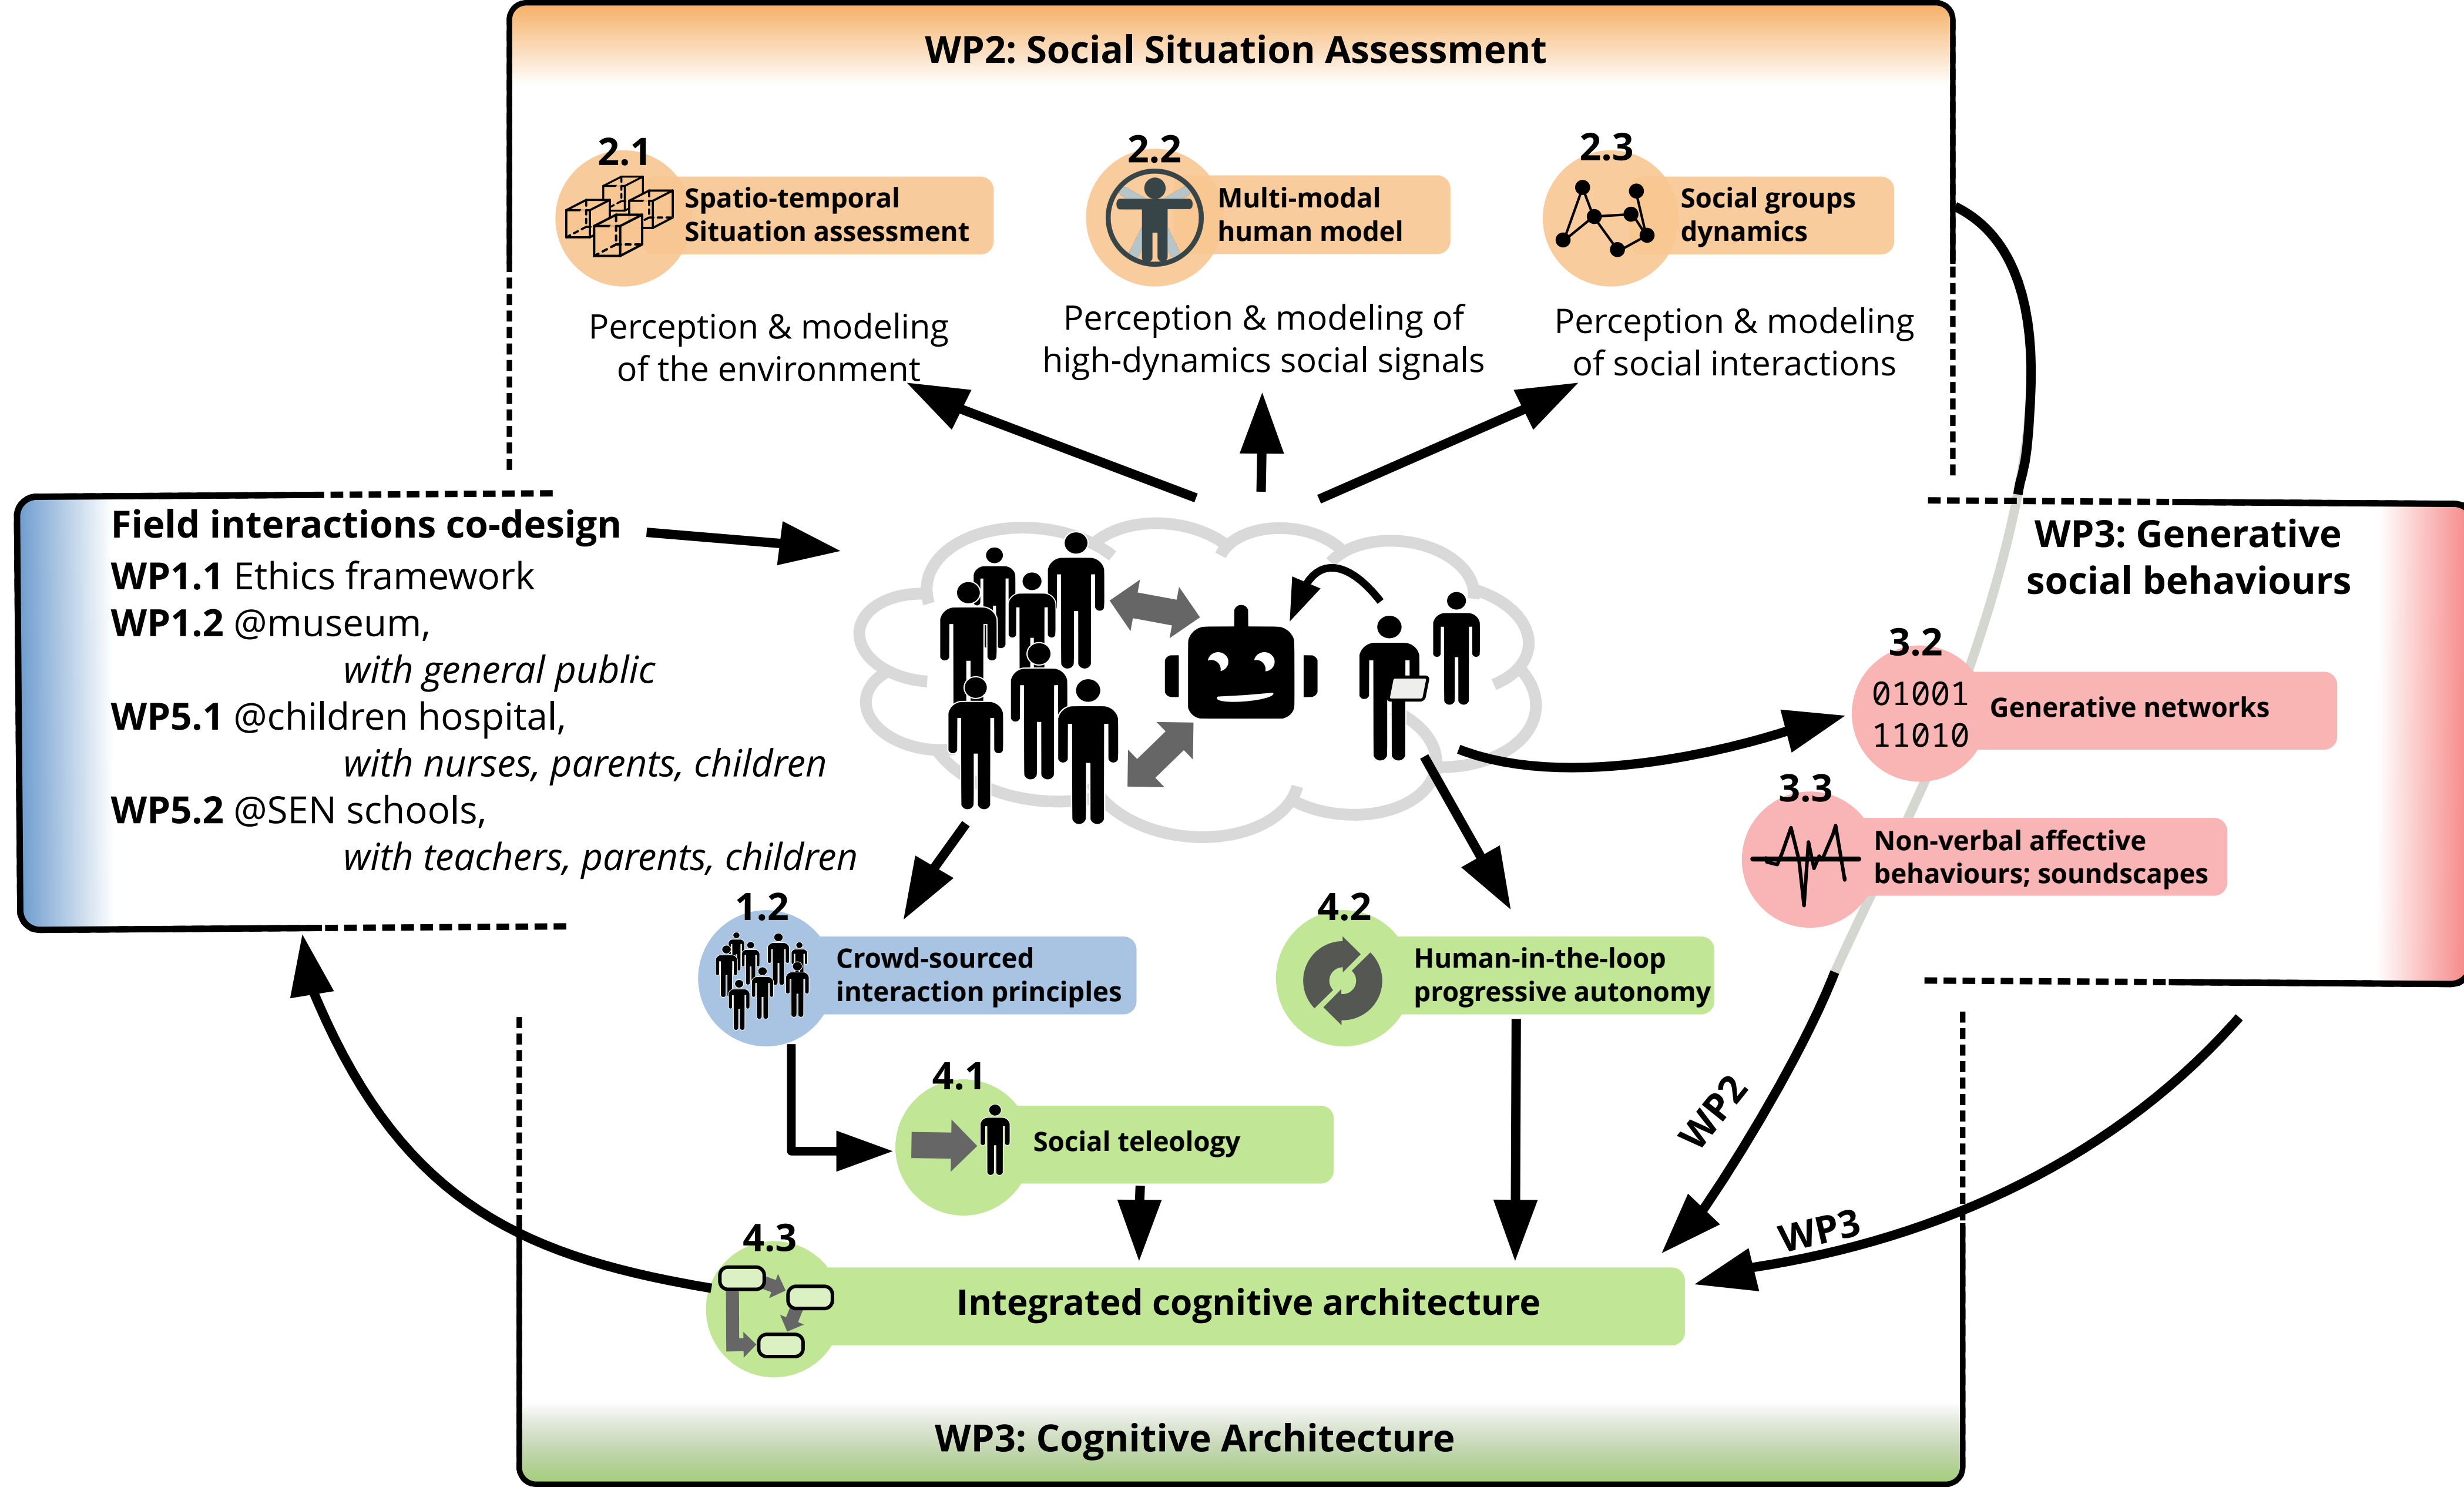 WP2: Social Situation Assessment
2.1
Spatio-temporal
Situation assessment
Perception & modeling
of the environment
2.2
Multi-modal
human model
Perception & modeling of
high-dynamics social signals
2.3
Social groups
dynamics
Perception & modeling
of social interactions
Field interactions co-design
WP1.1 Ethics framework
WP1.2 @museum,
with general public
WP5.1 @children hospital,
with nurses, parents, children
WP5.2 @SEN schools,
with teachers, parents, children
WP3: Generative
social behaviours
3.2
01001
11010
Generative networks
3.3
Non-verbal affective
behaviours; soundscapes
1.2
Crowd-sourced
interaction principles
4.2
Human-in-the-loop
progressive autonomy
4.1
Social teleology
WP2
WP3
4.3
Integrated cognitive architecture
WP3: Cognitive Architecture